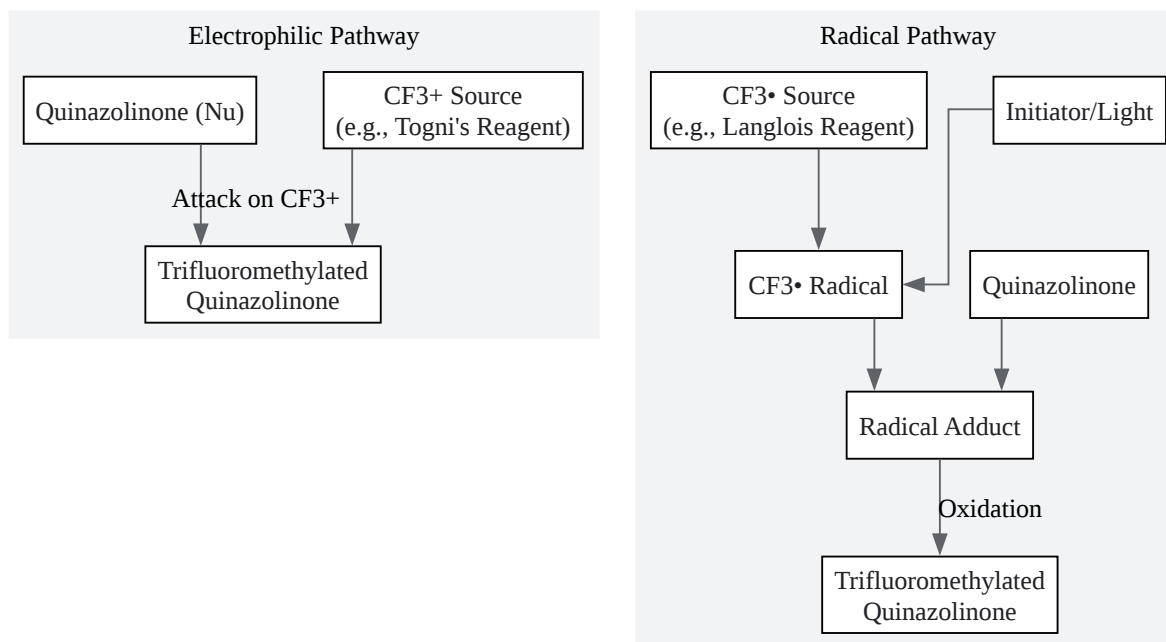 Electrophilic Pathway
Quinazolinone (Nu)
CF3+ Source
(e.g., Togni's Reagent)
Attack on CF3+
Trifluoromethylated
Quinazolinone
Radical Pathway
CF3• Source
(e.g., Langlois Reagent)
Initiator/Light
CF3• Radical
Quinazolinone
Radical Adduct
Oxidation
Trifluoromethylated
Quinazolinone